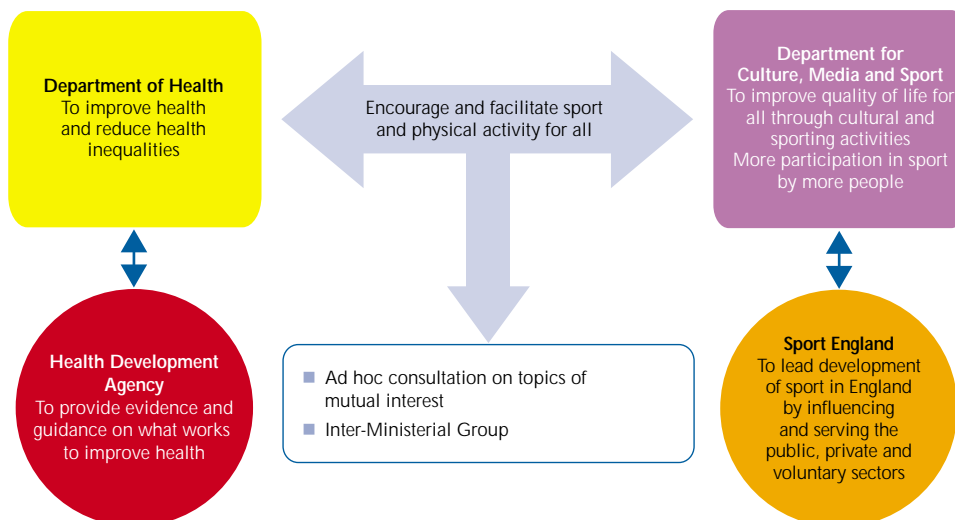 Department of Health
To improve health
and reduce health
inequalities
Encourage and facilitate sport
and physical activity for all
Department for
Culture, Media and Sport
To improve quality of life for
all through cultural and
sporting activities
More participation in sport
by more people
Health Development
Agency
To provide evidence and
guidance on what works
to improve health
Ad hoc consultation on topics of
mutual interest
Inter-Ministerial Group
Sport England
To lead development
of sport in England
by influencing
and serving the
public, private and
voluntary sectors